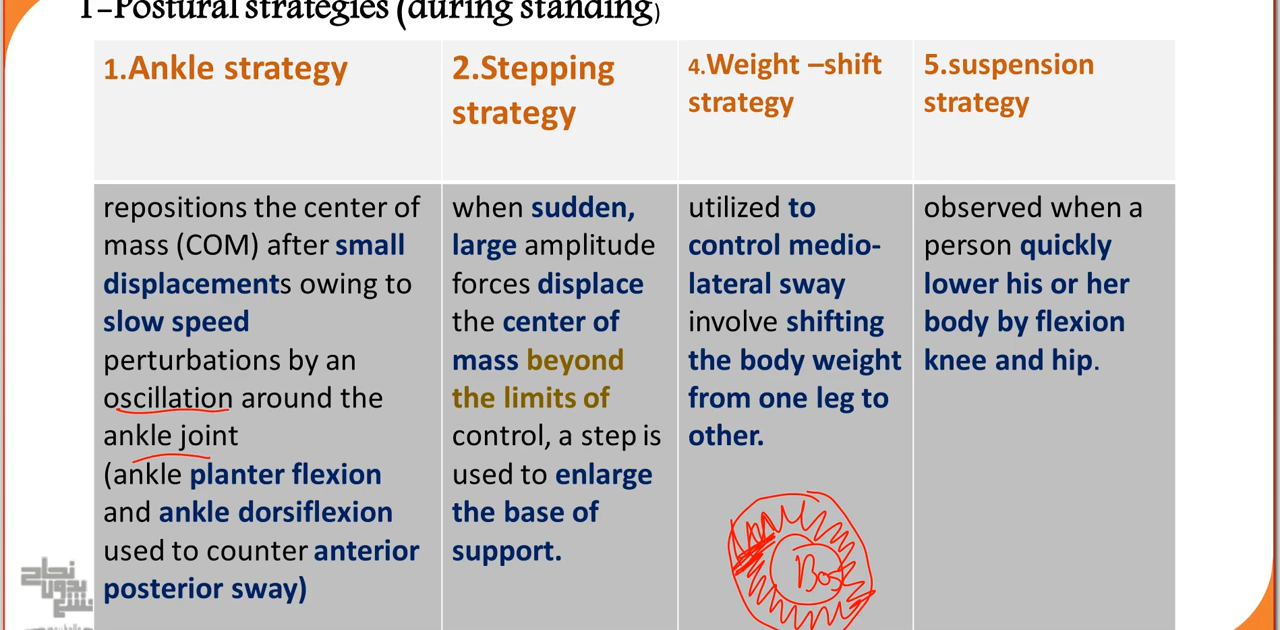 1-Postural strategies (during standing)
1.Ankle strategy
2.Stepping
strategy
4.Weight –shift
strategy
5.suspension
strategy
repositions the center of
mass (COM) after small
displacements owing to
slow speed
perturbations by an
oscillation around the
ankle joint
(ankle planter flexion
and ankle dorsiflexion
used to counter anterior
posterior sway)
when sudden,
large amplitude
forces displace
the center of
mass beyond
the limits of
control, a step is
used to enlarge
the base of
support.
utilized to
control medio-
lateral sway
involve shifting
the body weight
from one leg to
other.
Bos
observed when a
person quickly
lower his or her
body by flexion
knee and hip.